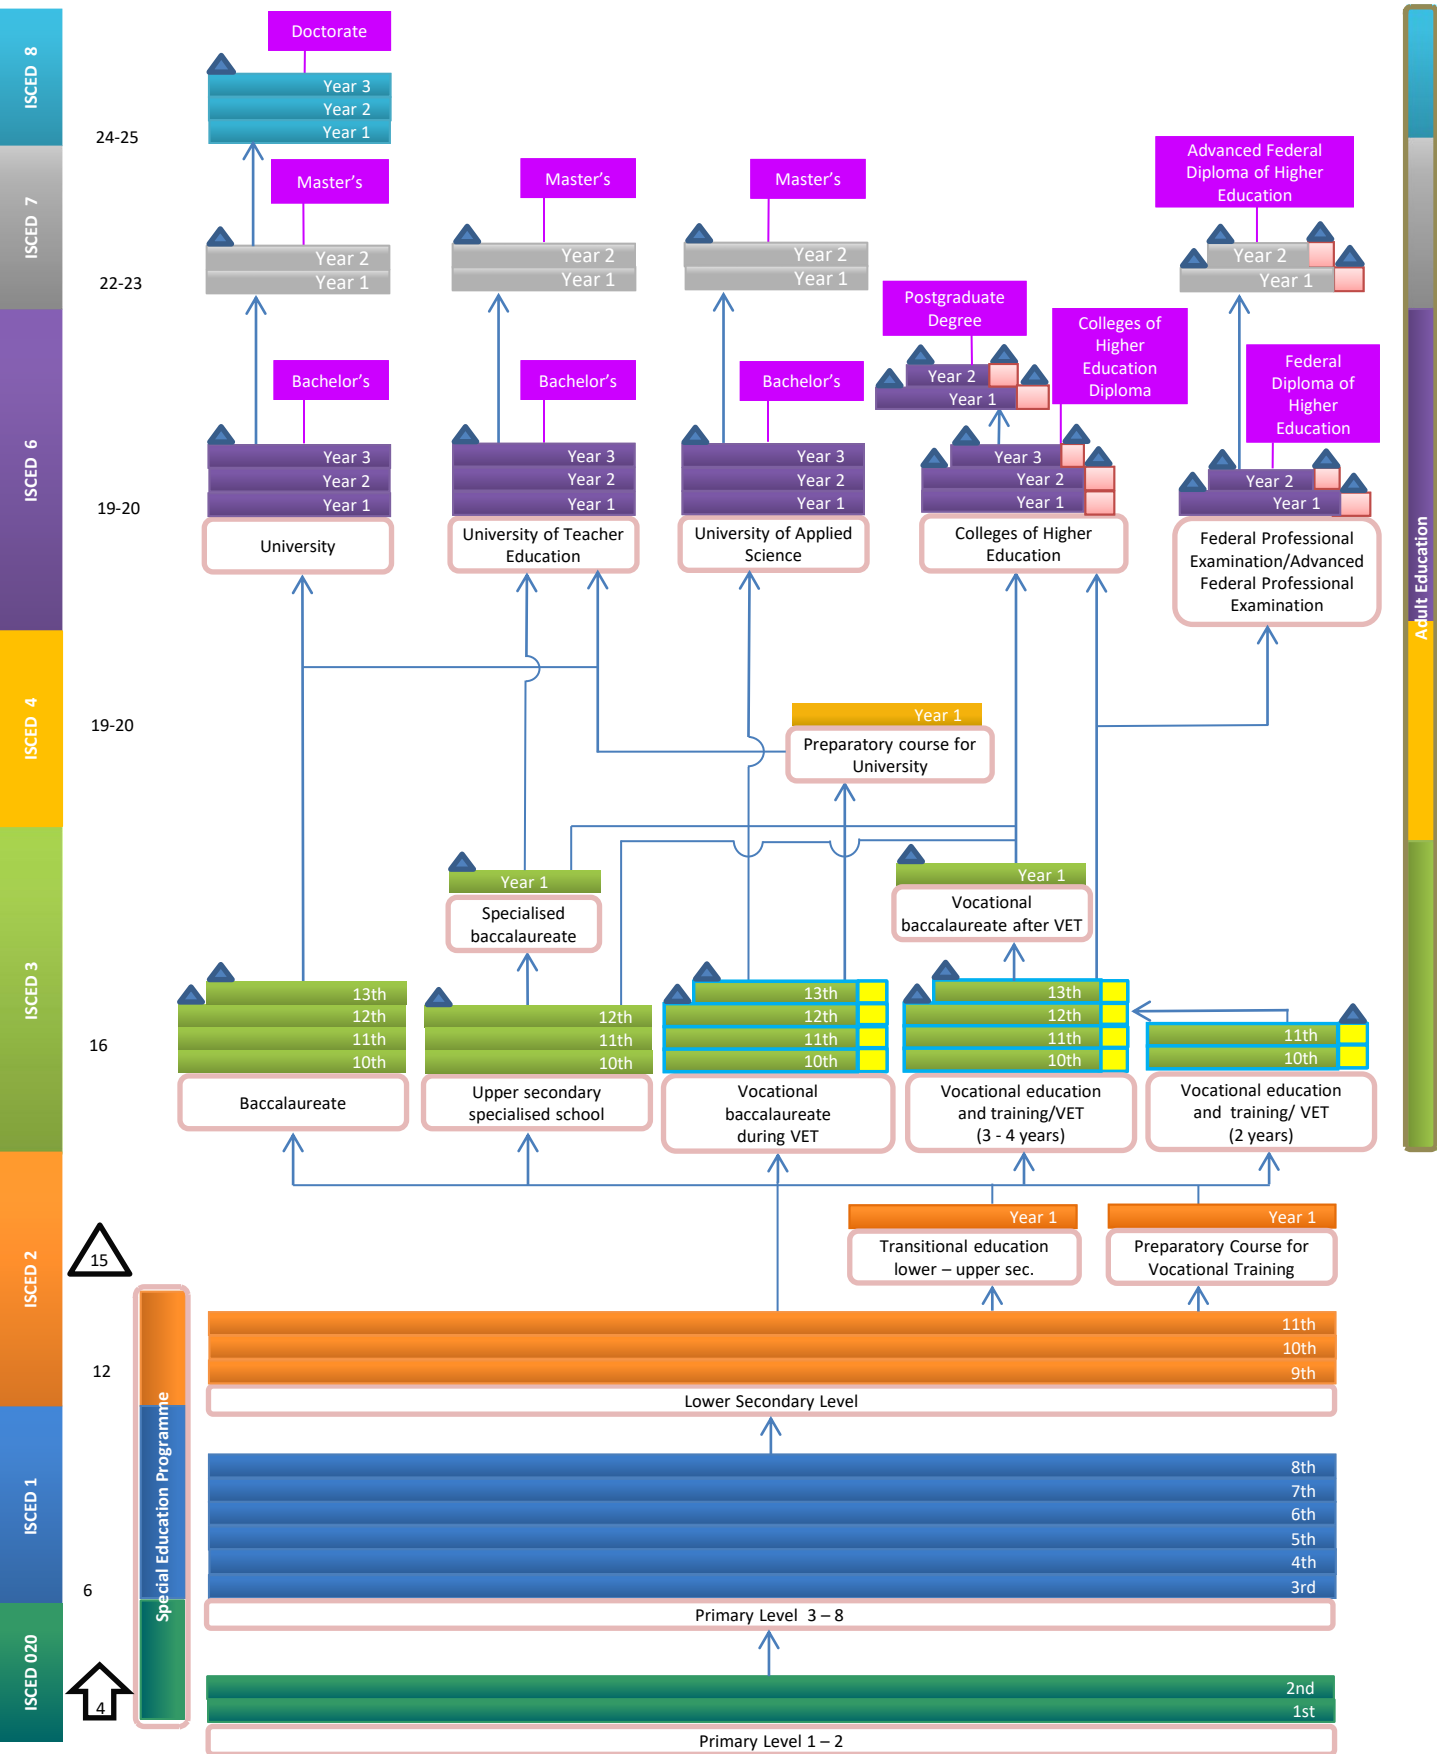 ISCED 8
Doctorate
Year 3
Year 2
Year 1
24-25
ISCED 7
Master's
Year 2
Year 1
Master's
Year 2
Year 1
Master's
Year 2
Year 1
Advanced Federal
Diploma of Higher
Education
Year 2
Year 1
22-23
ISCED 6
Bachelor's
Year 3
Year 2
Year 1
University
Bachelor's
Year 3
Year 2
Year 1
University of Teacher
Education
Bachelor's
Year 3
Year 2
Year 1
University of Applied
Science
Postgraduate
Degree
Year 2
Year 1
Colleges of
Higher
Education
Diploma
Year 3
Year 2
Year 1
Colleges of Higher
Education
Federal
Diploma of
Higher
Education
Year 2
Year 1
Federal Professional
Examination/Advanced
Federal Professional
Examination
19-20
Adult Education
ISCED 4
19-20
Year 1
Preparatory course for
University
ISCED 3
Year 1
Specialised
baccalaureate
Year 1
Vocational
baccalaureate after VET
16
13th
12th
11th
10th
Baccalaureate
12th
11th
10th
Upper secondary
specialised school
13th
12th
11th
10th
Vocational
baccalaureate
during VET
13th
12th
11th
10th
Vocational education
and training/VET
(3 - 4 years)
11th
10th
Vocational education
and training/ VET
(2 years)
ISCED 2
15
Year 1
Transitional education
lower – upper sec.
Year 1
Preparatory Course for
Vocational Training
12
11th
10th
9th
Lower Secondary Level
ISCED 1
Special Education Programme
8th
7th
6th
5th
4th
3rd
6
Primary Level 3 – 8
ISCED 020
4
2nd
1st
Primary Level 1 – 2